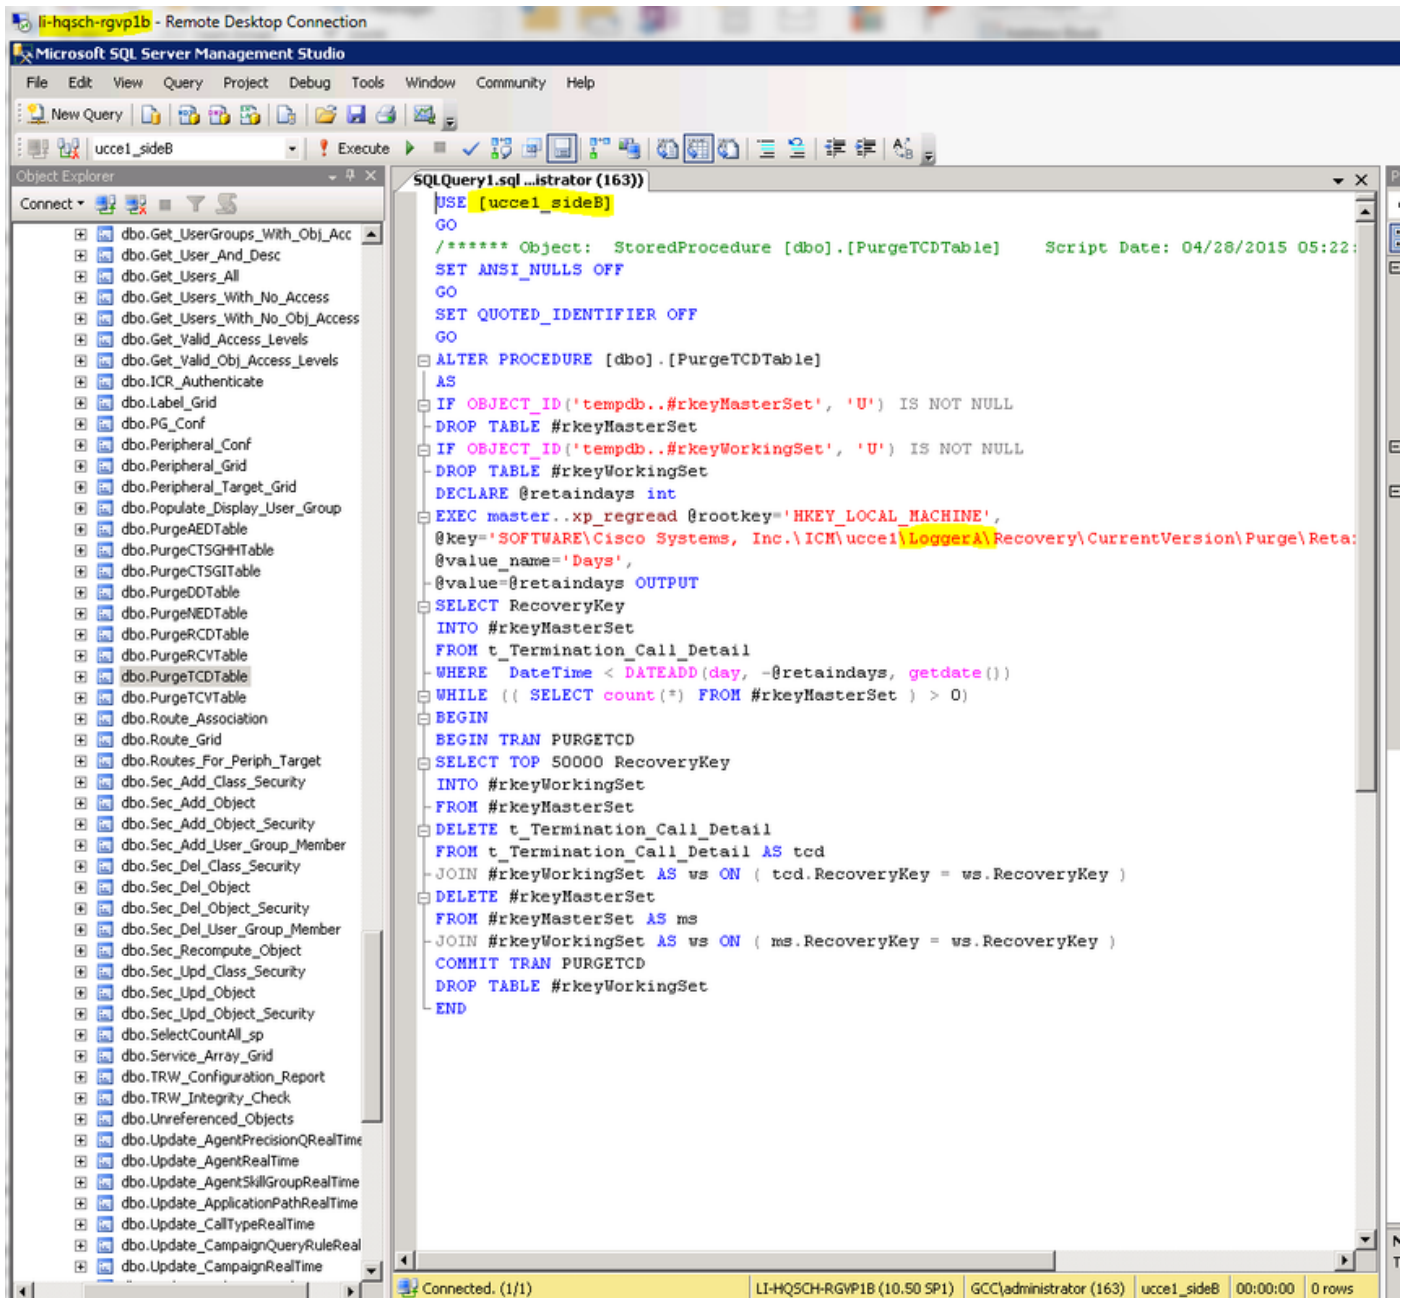 li-hqsch-rgvp1b - Remote Desktop Connection
Microsoft SQL Server Management Studio
File Edit View Query Project Debug Tools Window Community Help
New Query
ucce1_sideB Execute
Object Explorer
Connect
dbo.Get_UserGroups_With_Obj_Acc
dbo.Get_User_And_Desc
dbo.Get_Users_All
dbo.Get_Users_With_No_Access
dbo.Get_Users_With_No_Obj_Access
dbo.Get_Valid_Access_Levels
dbo.Get_Valid_Obj_Access_Levels
dbo.ICR_Authenticate
dbo.Label_Grid
dbo.PG_Conf
dbo.Peripheral_Conf
dbo.Peripheral_Grid
dbo.Peripheral_Target_Grid
dbo.Populate_Display_User_Group
dbo.PurgeAEDTable
dbo.PurgeCTSGHHTable
dbo.PurgeCTSGITable
dbo.PurgeDDTable
dbo.PurgeNEDTable
dbo.PurgeRCDTable
dbo.PurgeRCVTable
dbo.PurgeTCDTable
dbo.PurgeTCVTable
dbo.Route_Association
dbo.Route_Grid
dbo.Routes_For_Periph_Target
dbo.Sec_Add_Class_Security
dbo.Sec_Add_Object
dbo.Sec_Add_Object_Security
dbo.Sec_Add_User_Group_Member
dbo.Sec_Del_Class_Security
dbo.Sec_Del_Object
dbo.Sec_Del_Object_Security
dbo.Sec_Del_User_Group_Member
dbo.Sec_Recompute_Object
dbo.Sec_Upd_Class_Security
dbo.Sec_Upd_Object
dbo.Sec_Upd_Object_Security
dbo.SelectCountAll_sp
dbo.Service_Array_Grid
dbo.TRW_Configuration_Report
dbo.TRW_Integrity_Check
dbo.Unreferenced_Objects
dbo.Update_AgentPrecisionQRealTime
dbo.Update_AgentRealTime
dbo.Update_AgentSkillGroupRealTime
dbo.Update_ApplicationPathRealTime
dbo.Update_CallTypeRealTime
dbo.Update_CampaignQueryRuleReal
dbo.Update_CampaignRealTime
SQLQuery1.sql ...istrator (163))
USE [ucce1_sideB]
GO
/****** Object: StoredProcedure [dbo].[PurgeTCDTable] Script Date: 04/28/2015 05:22:
SET ANSI_NULLS OFF
GO
SET QUOTED_IDENTIFIER OFF
GO
ALTER PROCEDURE [dbo].[PurgeTCDTable]
AS
IF OBJECT_ID('tempdb..#rkeyMasterSet', 'U') IS NOT NULL
DROP TABLE #rkeyMasterSet
IF OBJECT_ID('tempdb..#rkeyWorkingSet', 'U') IS NOT NULL
DROP TABLE #rkeyWorkingSet
DECLARE @retaindays int
EXEC master..xp_regread @rootkey='HKEY_LOCAL_MACHINE',
@key='SOFTWARE\Cisco Systems, Inc.\ICM\ucce1\LoggerA\Recovery\CurrentVersion\Purge\Reta
@value_name='Days',
@value=@retaindays OUTPUT
SELECT RecoveryKey
INTO #rkeyMasterSet
FROM t_Termination_Call_Detail
WHERE DateTime < DATEADD(day, -@retaindays, getdate())
WHILE (( SELECT count(*) FROM #rkeyMasterSet ) > 0)
BEGIN
BEGIN TRAN PURGETCD
SELECT TOP 50000 RecoveryKey
INTO #rkeyWorkingSet
FROM #rkeyMasterSet
DELETE t_Termination_Call_Detail
FROM t_Termination_Call_Detail AS tcd
JOIN #rkeyWorkingSet AS ws ON ( tcd.RecoveryKey = ws.RecoveryKey )
DELETE #rkeyMasterSet
FROM #rkeyMasterSet AS ms
JOIN #rkeyWorkingSet AS ws ON ( ms.RecoveryKey = ws.RecoveryKey )
COMMIT TRAN PURGETCD
DROP TABLE #rkeyWorkingSet
END
Connected. (1/1) LI-HQSCH-RGVP1B (10.50 SP1) GCC\administrator (163) ucce1_sideB 00:00:00 0 rows